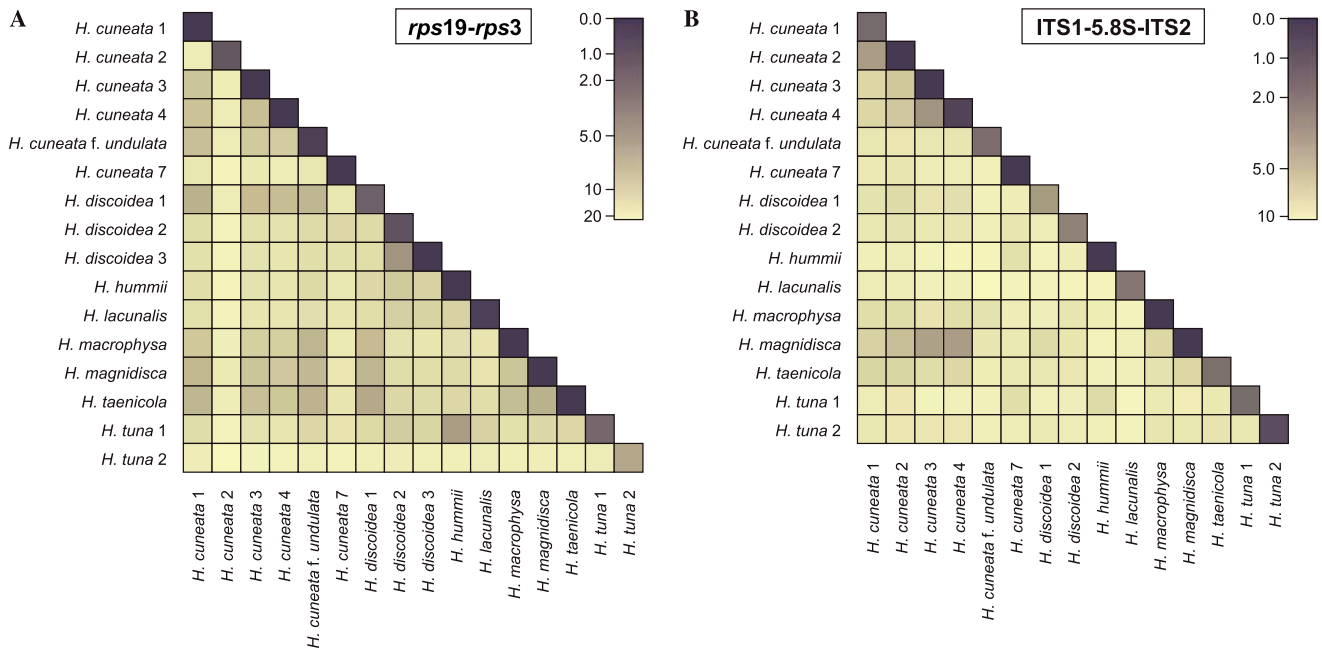 A
rps19-rps3
H. cuneata 1
H. cuneata 2
H. cuneata 3
H. cuneata 4
H. cuneata f. undulata
H. cuneata 7
H. discoidea 1
H. discoidea 2
H. discoidea 3
H. hummii
H. lacunalis
H. macrophysa
H. magnidisca
H. taenicola
H. tuna 1
H. tuna 2
0.0
1.0
2.0
5.0
10
20
H. cuneata 1
H. cuneata 2
H. cuneata 3
H. cuneata 4
H. cuneata f. undulata
H. cuneata 7
H. discoidea 1
H. discoidea 2
H. discoidea 3
H. hummii
H. lacunalis
H. macrophysa
H. magnidisca
H. taenicola
H. tuna 1
H. tuna 2
B
ITS1-5.8S-ITS2
H. cuneata 1
H. cuneata 2
H. cuneata 3
H. cuneata 4
H. cuneata f. undulata
H. cuneata 7
H. discoidea 1
H. discoidea 2
H. hummii
H. lacunalis
H. macrophysa
H. magnidisca
H. taenicola
H. tuna 1
H. tuna 2
0.0
1.0
2.0
5.0
10
H. cuneata 1
H. cuneata 2
H. cuneata 3
H. cuneata 4
H. cuneata f. undulata
H. cuneata 7
H. discoidea 1
H. discoidea 2
H. hummii
H. lacunalis
H. macrophysa
H. magnidisca
H. taenicola
H. tuna 1
H. tuna 2